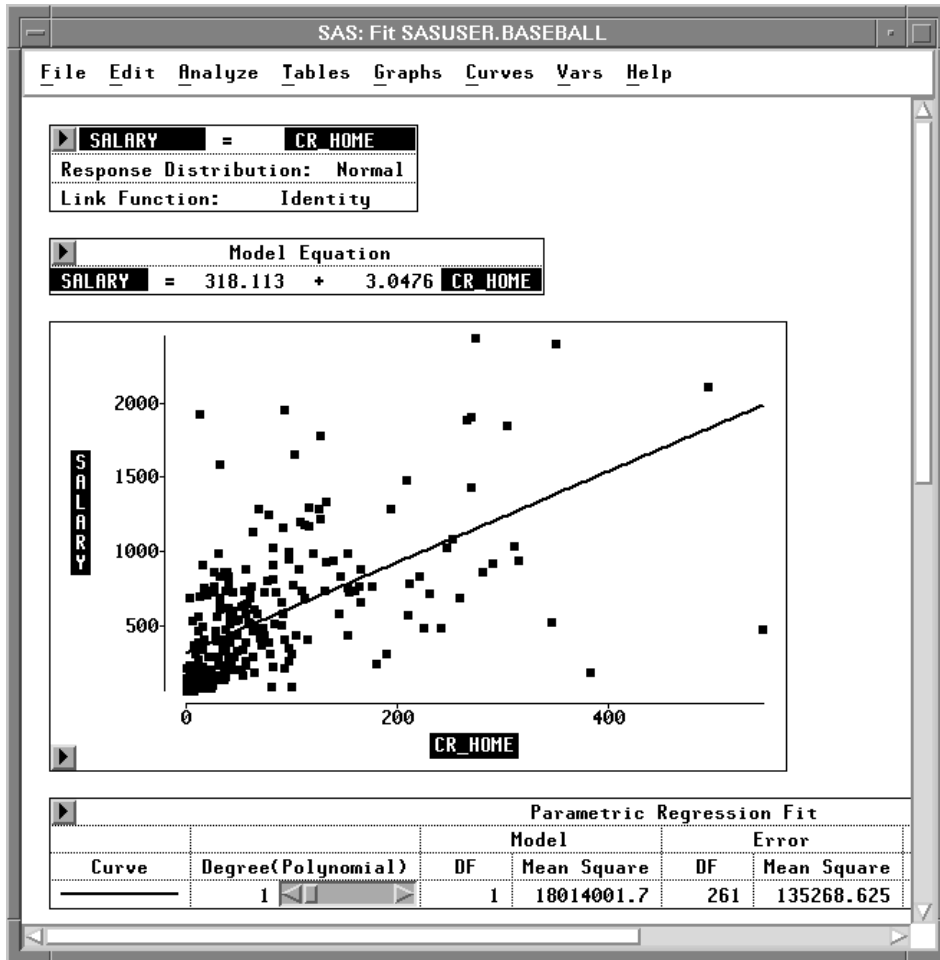 SAS: Fit SASUSER.BASEBALL
File Edit Analyze Tables Graphs Curves Vars Help
SALARY = CR_HOME
Response Distribution: Normal
Link Function: Identity
Model Equation
SALARY = 318.113 + 3.0476 CR_HOME
2000
1500
1000
500
SALARY
0 200 400
CR_HOME
Parametric Regression Fit
Model Error
Curve Degree(Polynomial) DF Mean Square DF Mean Square
1 1 18014001.7 261 135268.625